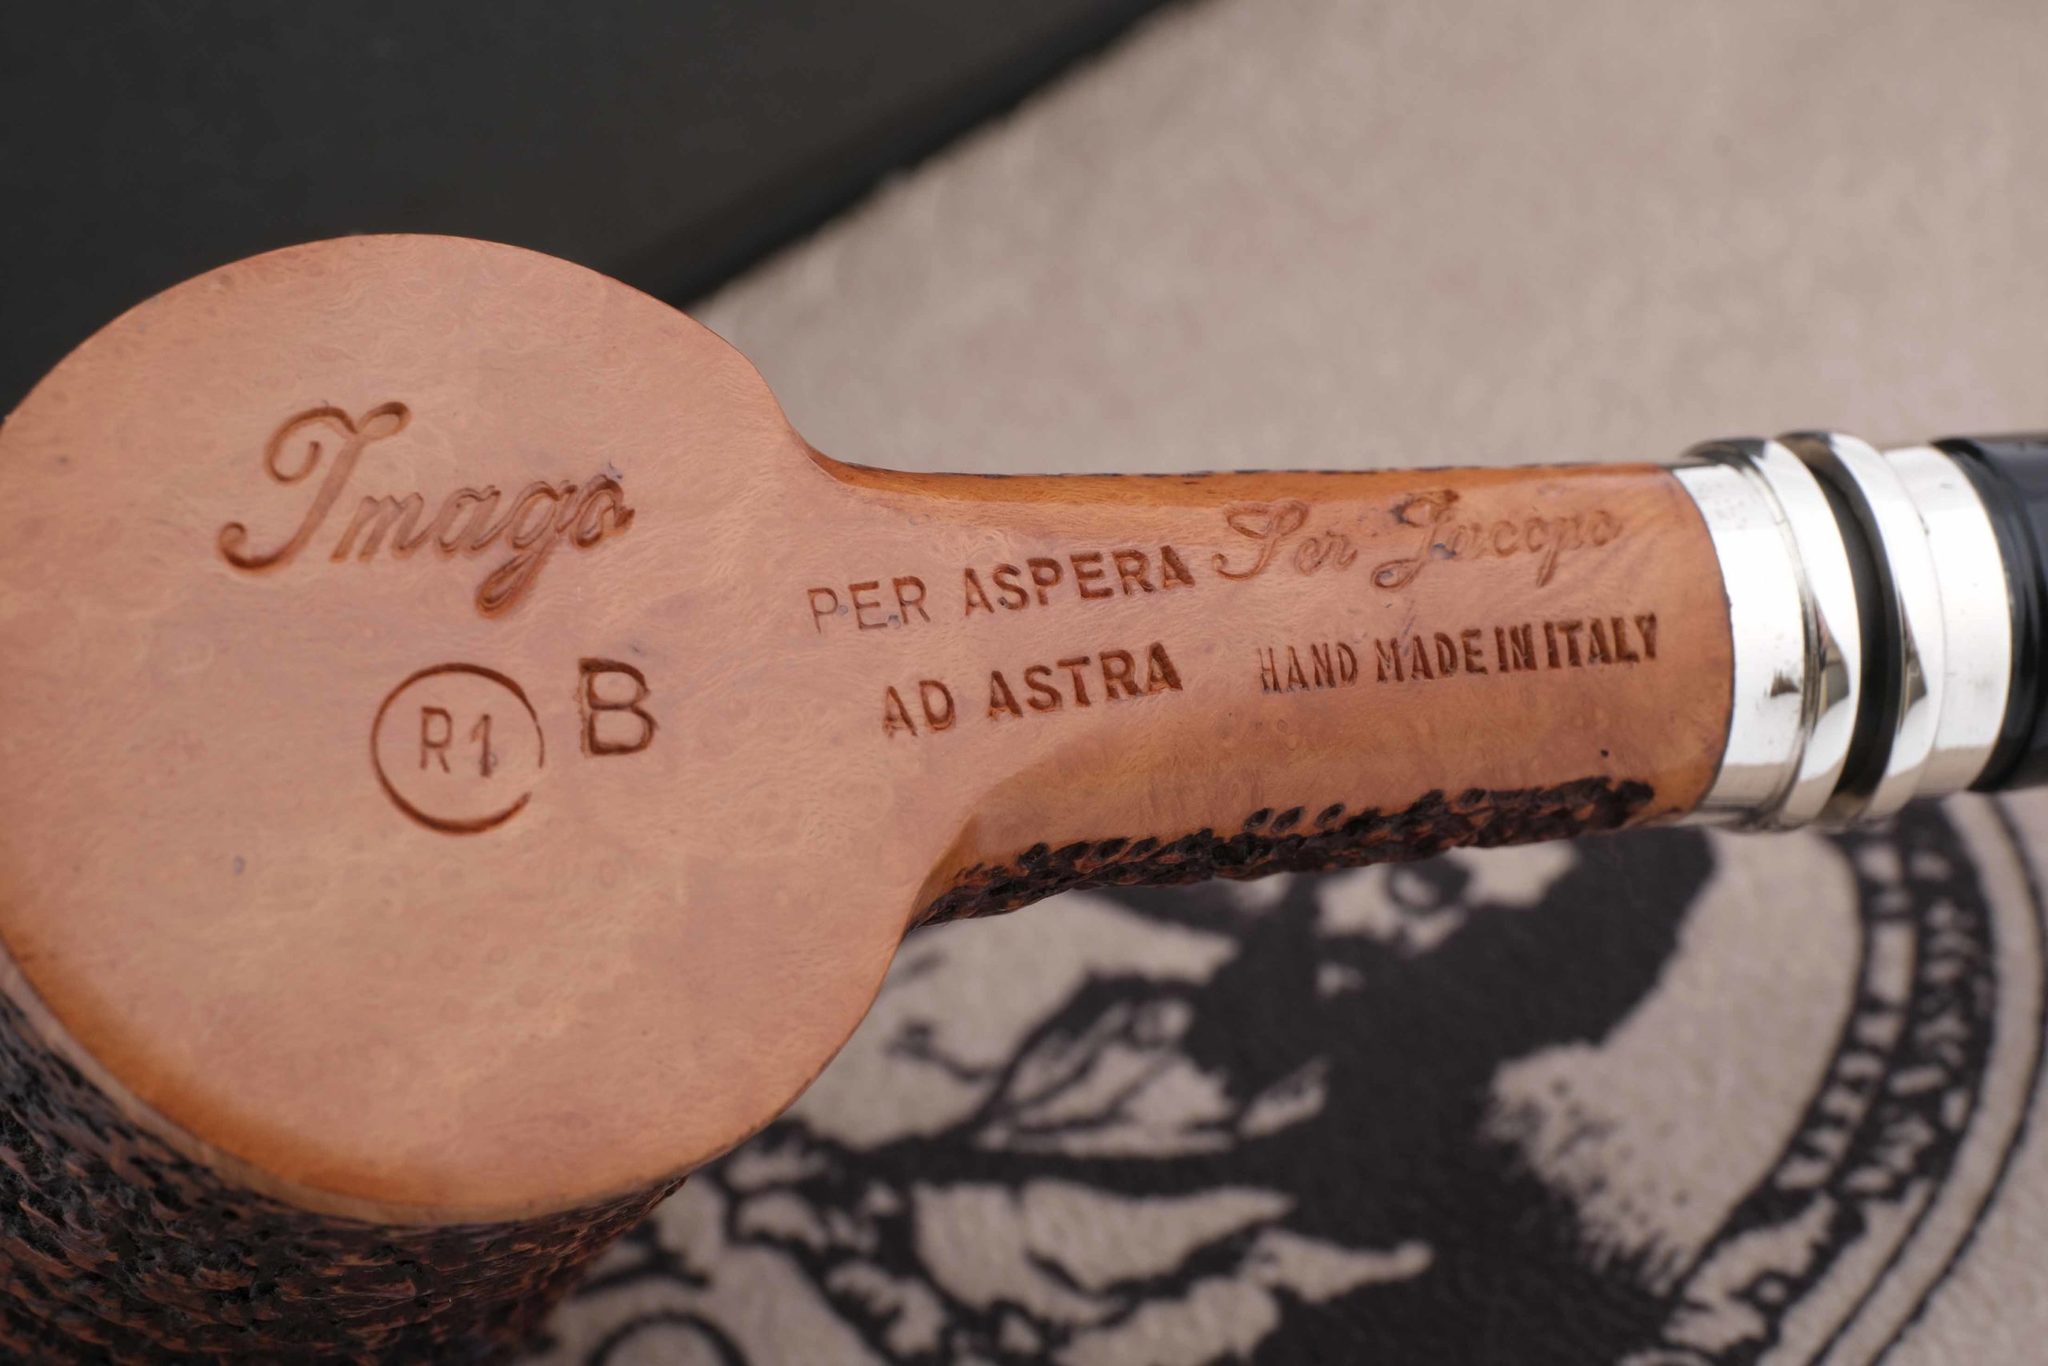 Imago
R1 B
PER ASPERA
AD ASTRA
Ser Jacopo
HAND MADE IN ITALY